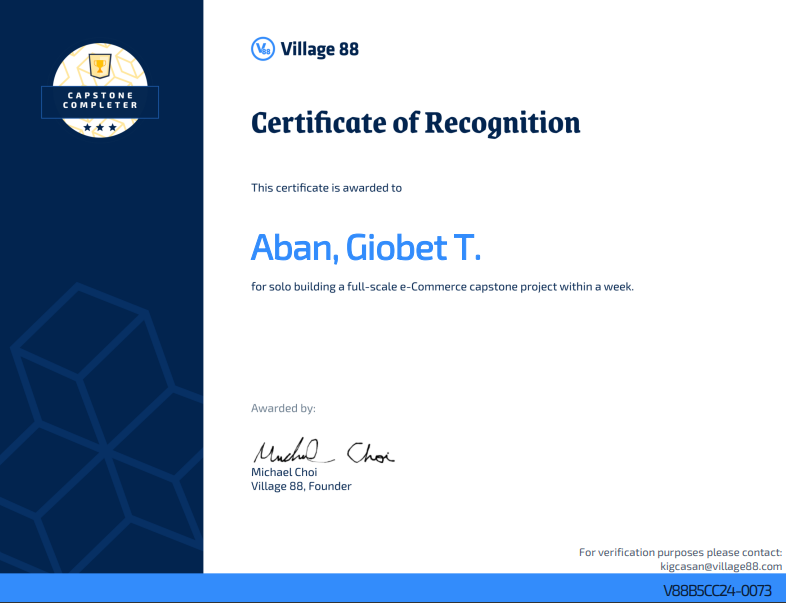 CAPSTONE
COMPLETER
V88
Village 88
Certificate of Recognition
This certificate is awarded to
Aban, Giobet T.
for solo building a full-scale e-Commerce capstone project within a week.
Awarded by:
Michael Choi
Michael Choi
Village 88, Founder
For verification purposes please contact:
kigcasan@village88.com
V88B5CC24-0073